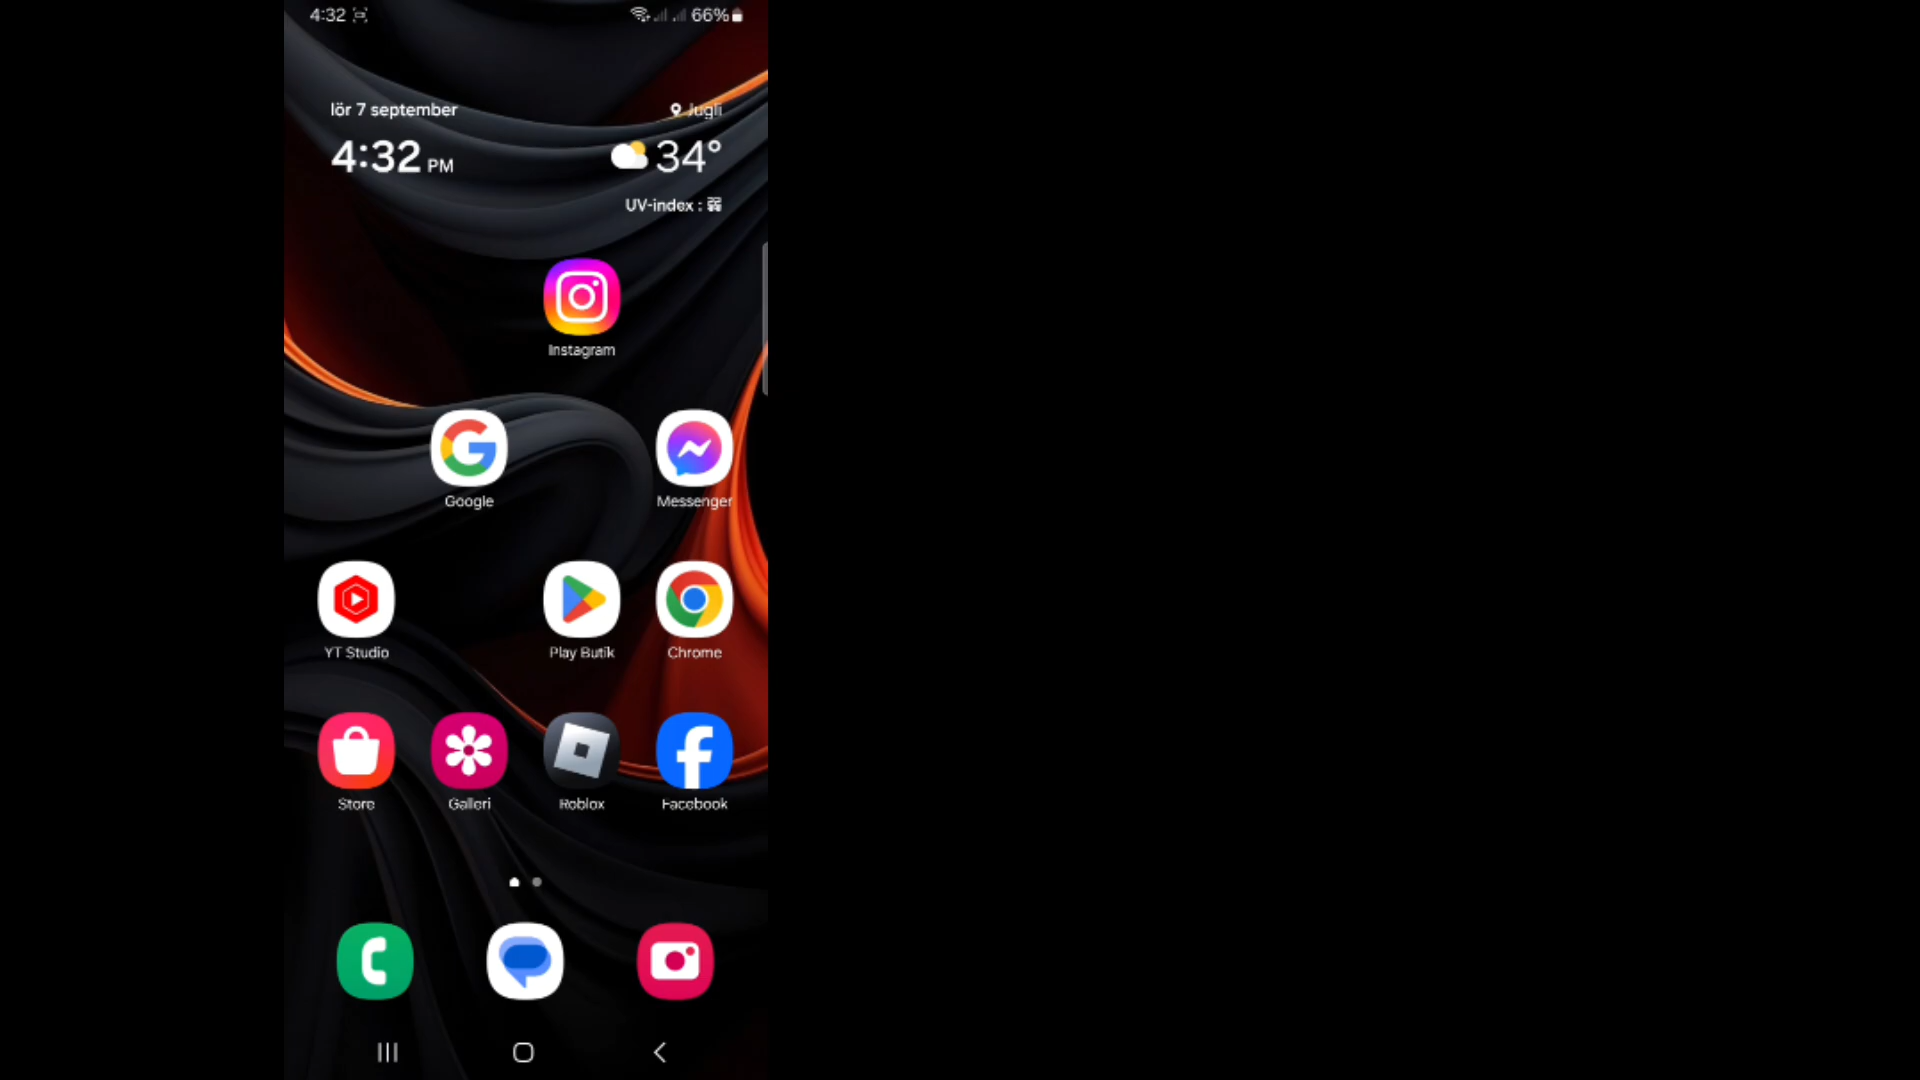 4:32 66%
lör 7 september
Jugli
4:32 PM
34°
UV-index :
Instagram
Google
Messenger
YT Studio
Play Butik
Chrome
Store
Galleri
Roblox
Facebook